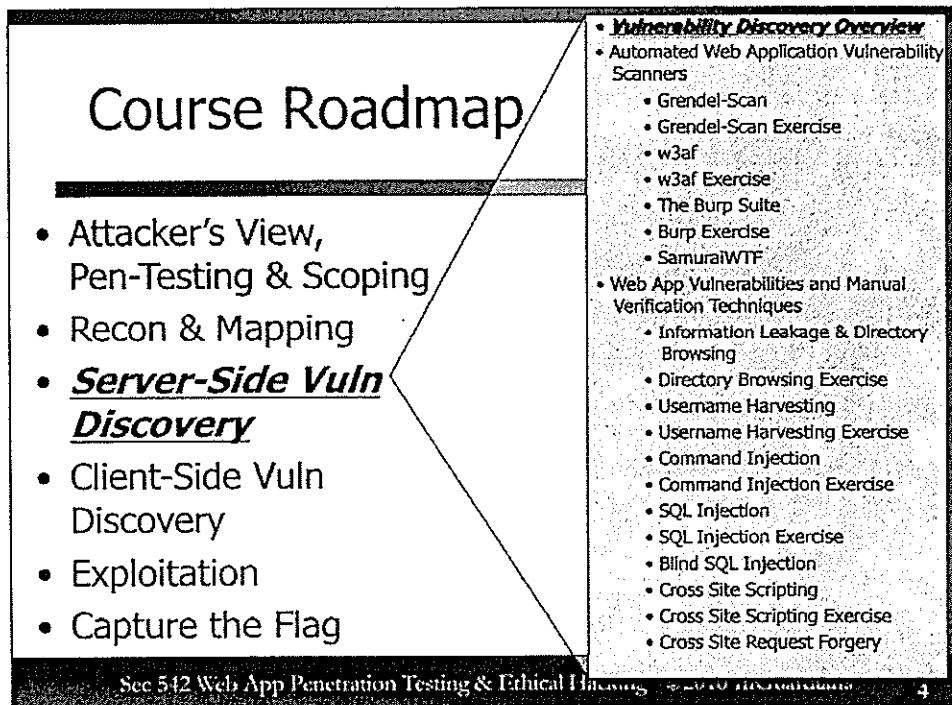 Course Roadmap
• Attacker's View,
Pen-Testing & Scoping
• Recon & Mapping
• Server-Side Vuln
Discovery
• Client-Side Vuln
Discovery
• Exploitation
• Capture the Flag
• Vulnerability Discovery Overview
• Automated Web Application Vulnerability
Scanners
• Grendel-Scan
• Grendel-Scan Exercise
• w3af
• w3af Exercise
• The Burp Suite
• Burp Exercise
• SamuraiWTF
• Web App Vulnerabilities and Manual
Verification Techniques
• Information Leakage & Directory
Browsing
• Directory Browsing Exercise
• Username Harvesting
• Username Harvesting Exercise
• Command Injection
• Command Injection Exercise
• SQL Injection
• SQL Injection Exercise
• Blind SQL Injection
• Cross Site Scripting
• Cross Site Scripting Exercise
• Cross Site Request Forgery
Sec 542 Web App Penetration Testing & Ethical Hacking
4